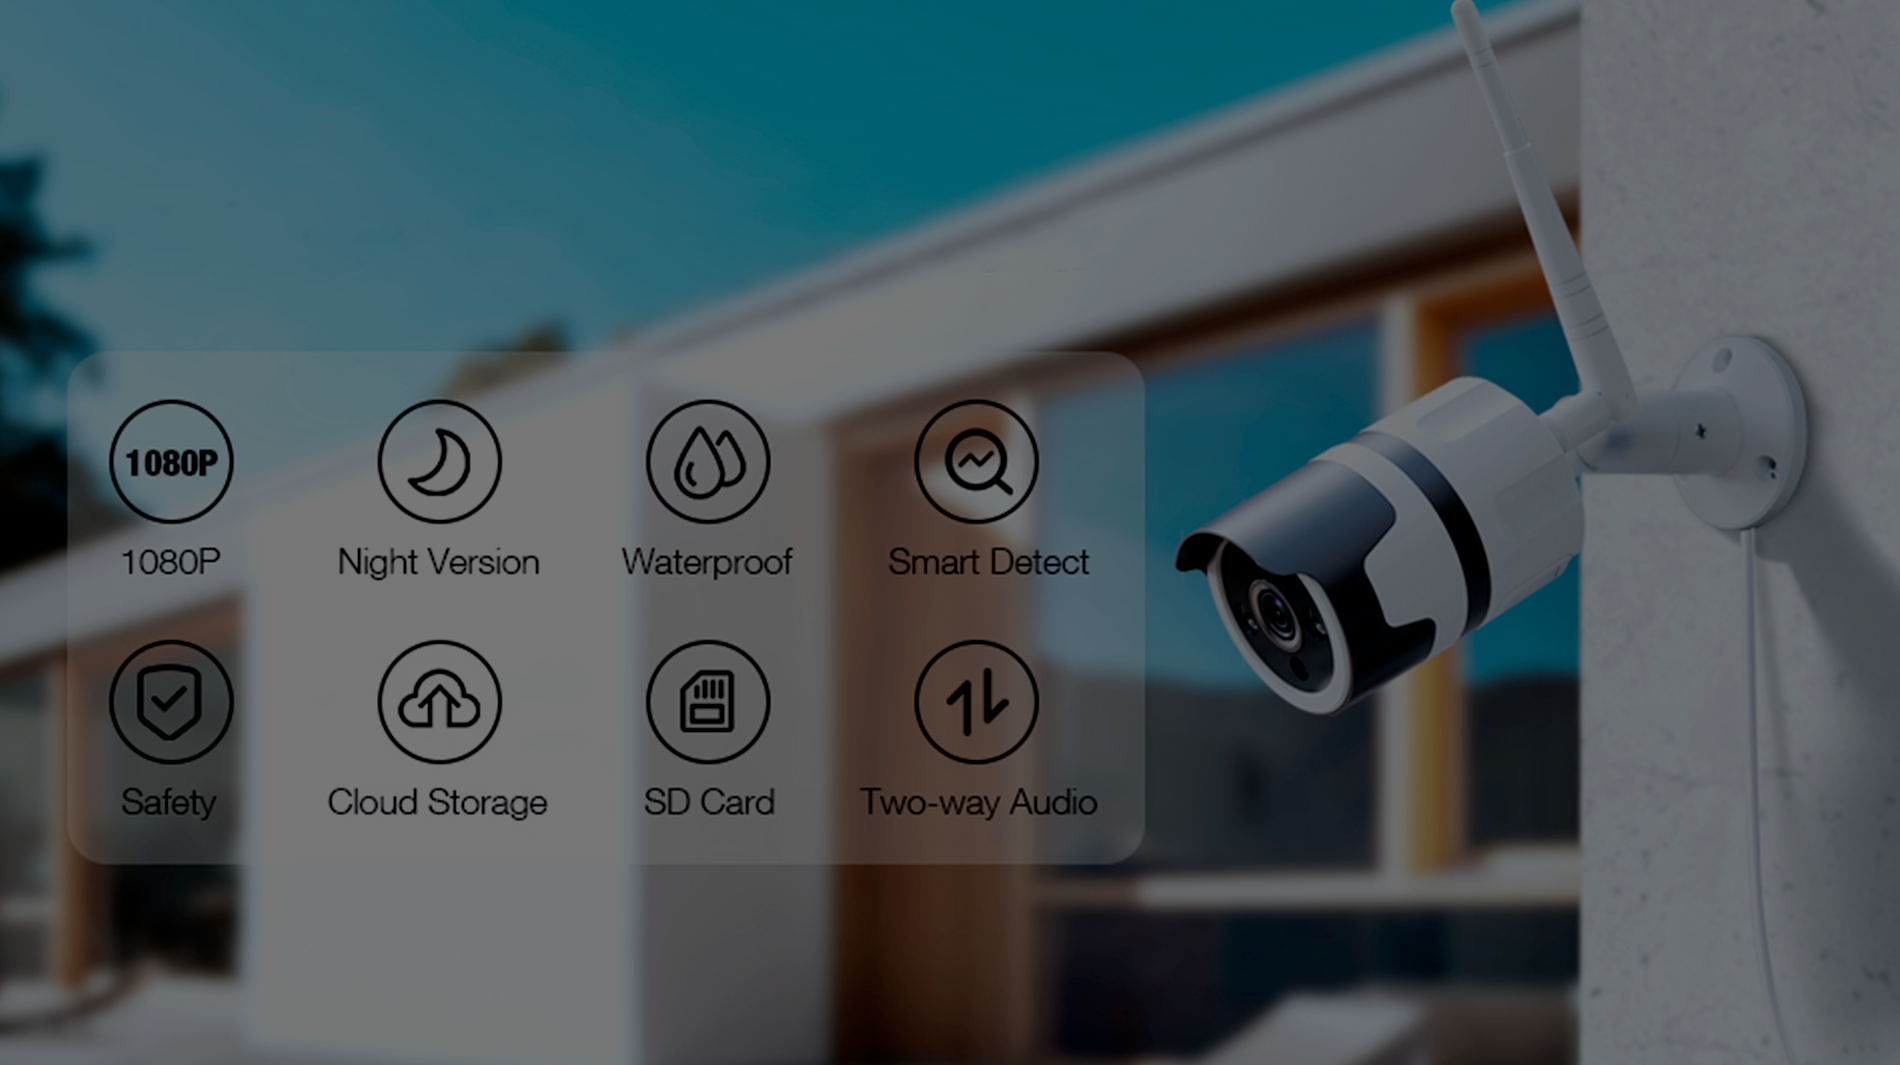 1080P
1080P
Night Version
Waterproof
Smart Detect
Safety
Cloud Storage
SD Card
Two-way Audio